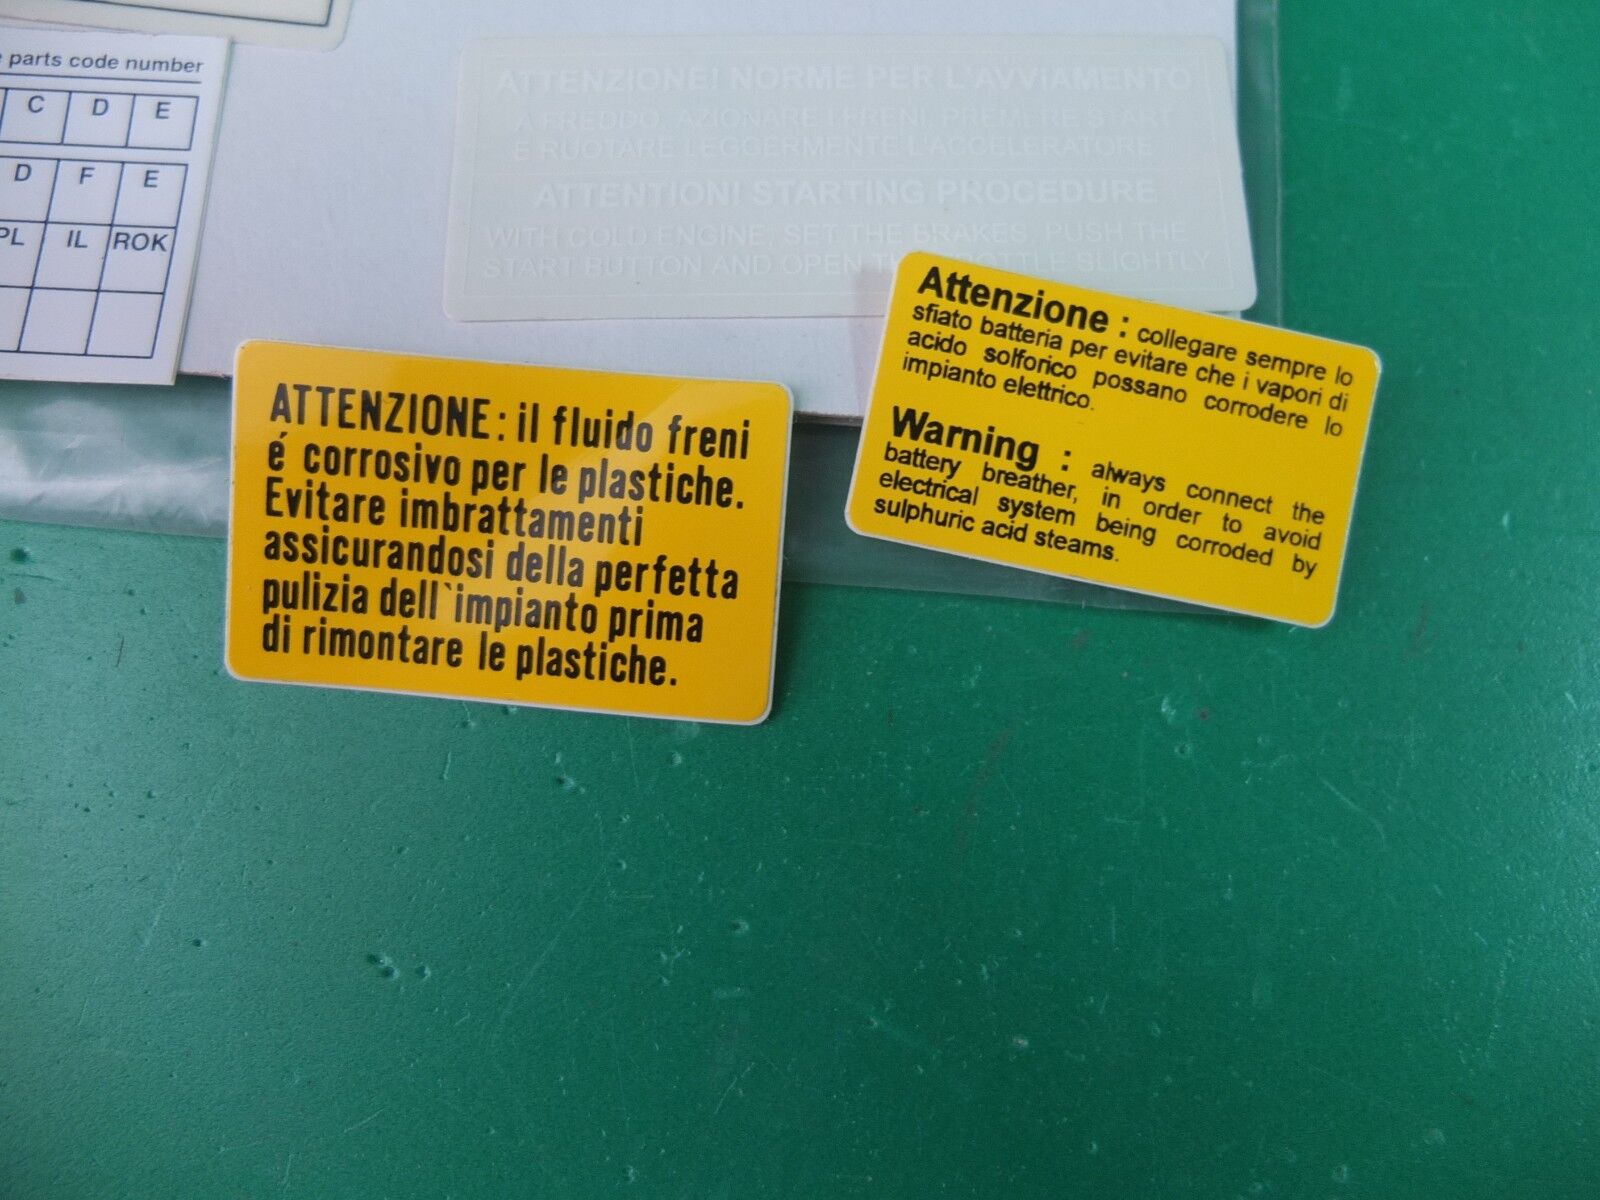 parts code number
C D E
D F E
PL IL ROK
ATTENZIONE! NORME PER L'AVVIAMENTO
A FREDDO, AZIONARE I FRENI, PREMERE START
E RUOTARE LEGGERMENTE L'ACCELERATORE
ATTENTION! STARTING PROCEDURE
WITH COLD ENGINE, SET THE BRAKES, PUSH THE
START BUTTON AND OPEN THROTTLE SLIGHTLY
ATTENZIONE: il fluido freni
é corrosivo per le plastiche.
Evitare imbrattamenti
assicurandosi della perfetta
pulizia dell`impianto prima
di rimontare le plastiche.
Attenzione : collegare sempre lo
sfiato batteria per evitare che i vapori di
acido solforico possano corrodere lo
impianto elettrico.
Warning : always connect the
battery breather, in order to avoid
electrical system being corroded by
sulphuric acid steams.